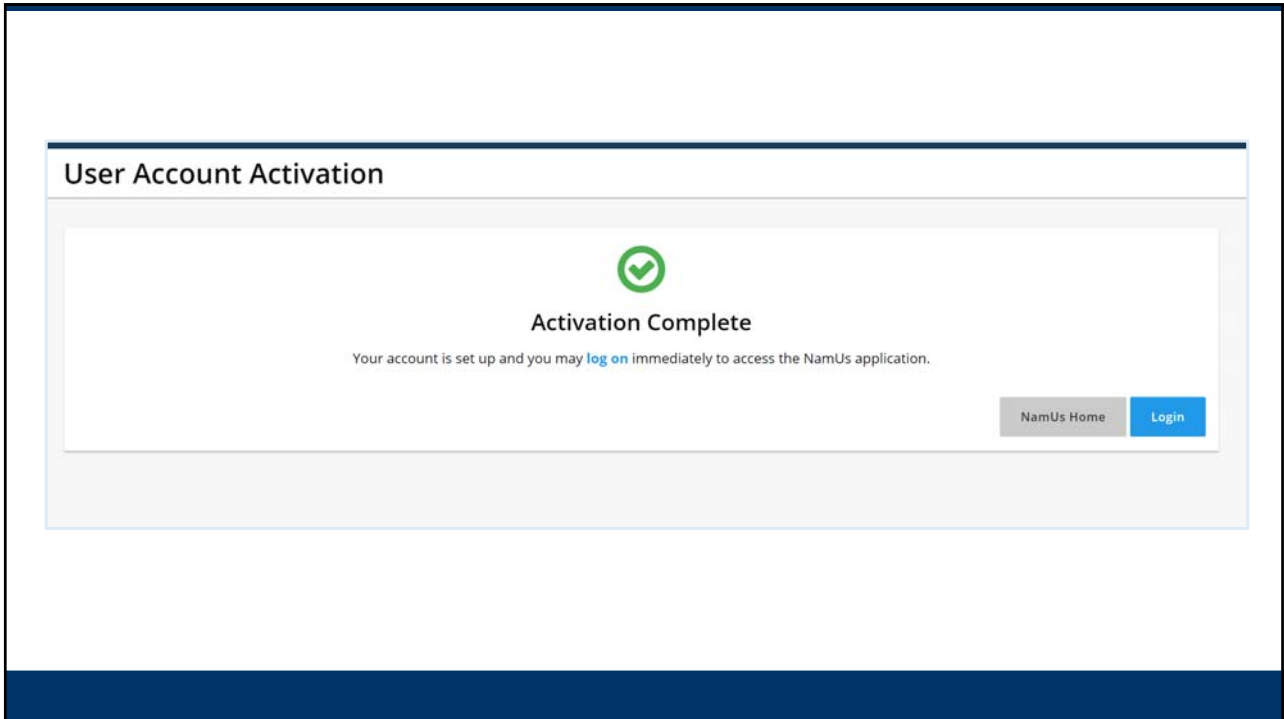 User Account Activation
Activation Complete
Your account is set up and you may log on immediately to access the NamUs application.
NamUs Home
Login